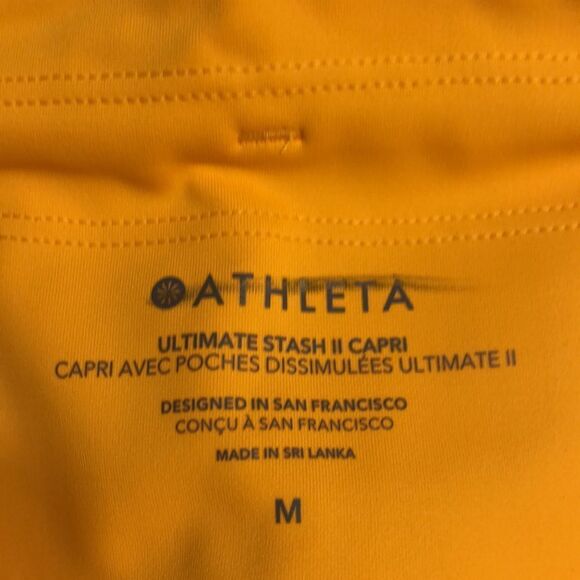 ATHLETA
ULTIMATE STASH II CAPRI
CAPRI AVEC POCHES DISSIMULÉES ULTIMATE II
DESIGNED IN SAN FRANCISCO
CONÇU À SAN FRANCISCO
MADE IN SRI LANKA
M